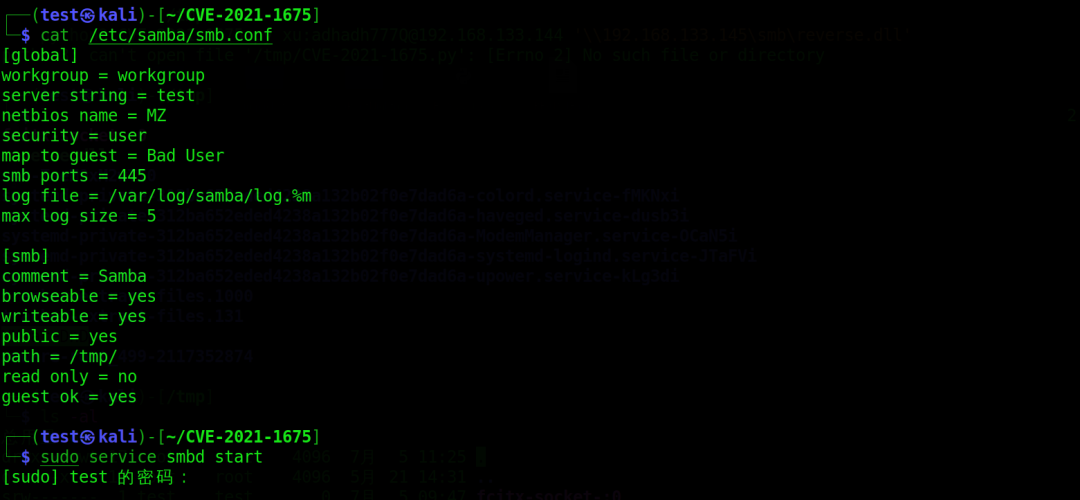 ┌──(test㉿kali)-[~/CVE-2021-1675]
└─$ cat  /etc/samba/smb.conf
[global]
workgroup = workgroup
server string = test
netbios name = MZ
security = user
map to guest = Bad User
smb ports = 445
log file = /var/log/samba/log.%m
max log size = 5

[smb]
comment = Samba
browseable = yes
writeable = yes
public = yes
path = /tmp/
read only = no
guest ok = yes

┌──(test㉿kali)-[~/CVE-2021-1675]
└─$ sudo service smbd start
[sudo] test 的密码：